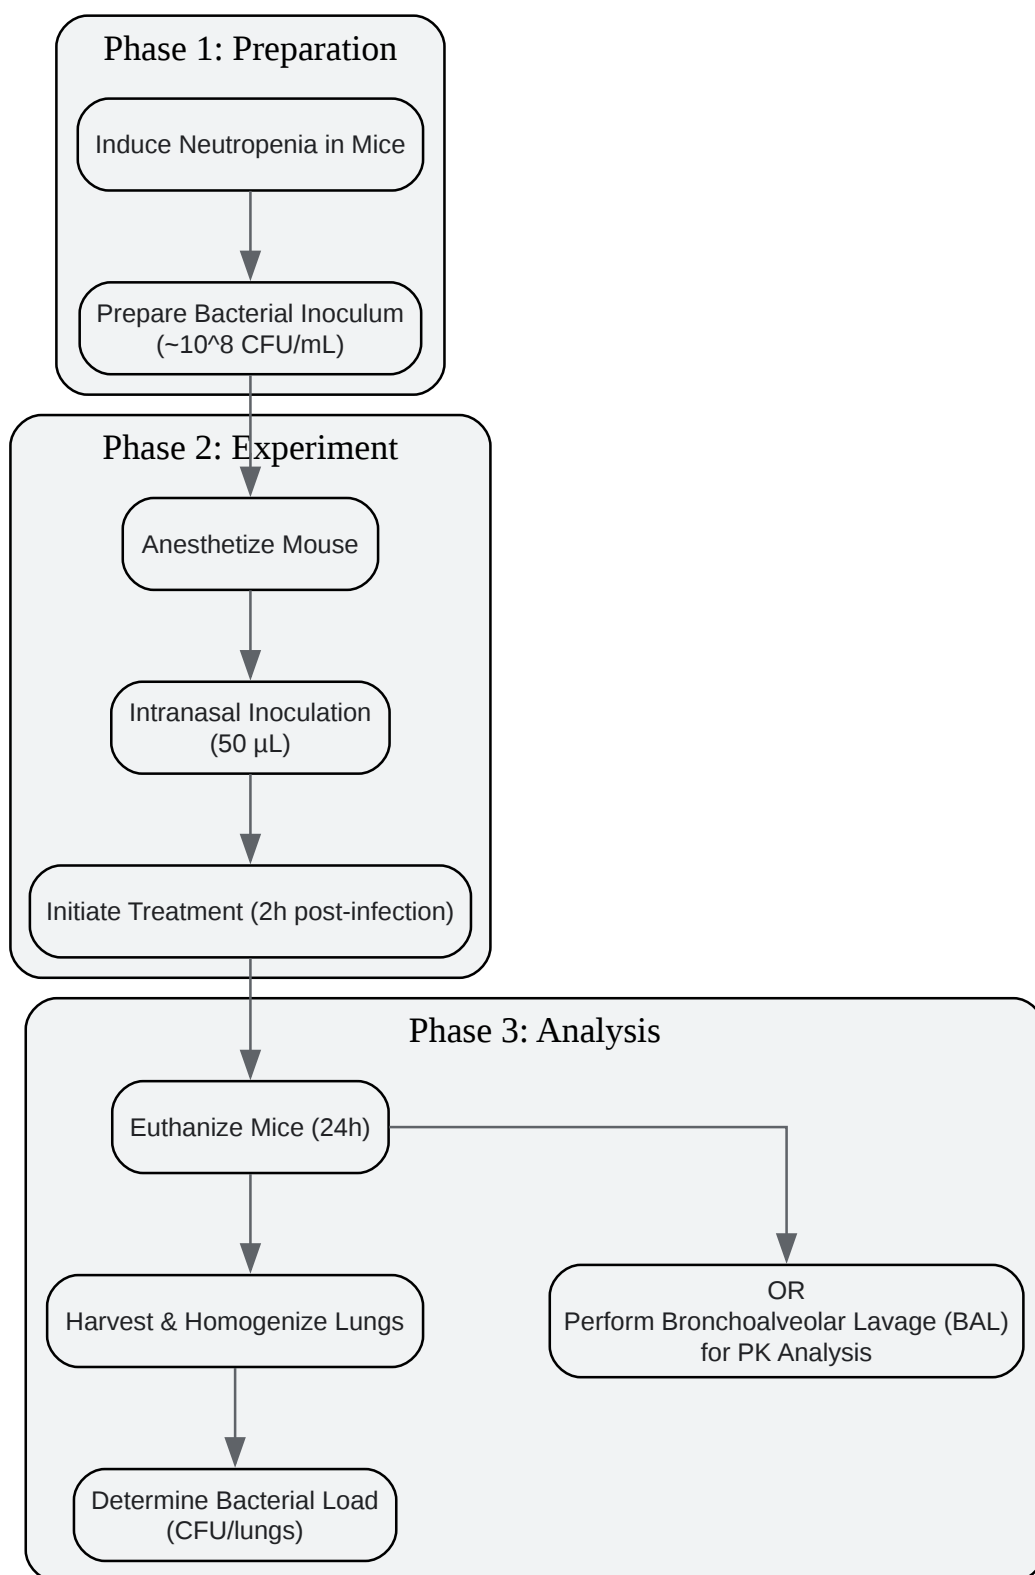 Phase 1: Preparation
Induce Neutropenia in Mice
Prepare Bacterial Inoculum
(~10^8 CFU/mL)
Phase 2: Experiment
Anesthetize Mouse
Intranasal Inoculation
(50 µL)
Initiate Treatment (2h post-infection)
Phase 3: Analysis
Euthanize Mice (24h)
Harvest & Homogenize Lungs
OR
Perform Bronchoalveolar Lavage (BAL)
for PK Analysis
Determine Bacterial Load
(CFU/lungs)